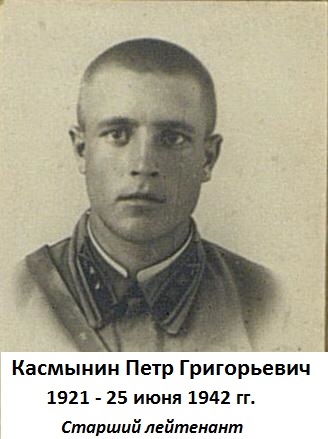 Касмынин Петр Григорьевич
1921 - 25 июня 1942 гг.
Старший лейтенант